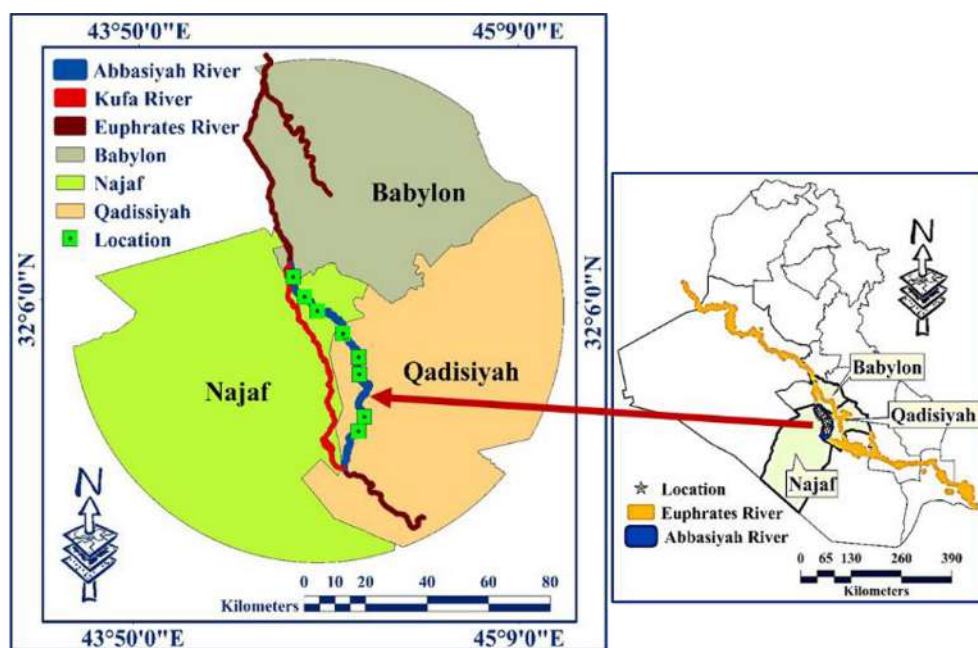 43°50'0"E
45°9'0"E
Abbasiyah River
Kufa River
Euphrates River
Babylon
Najaf
Qadissiyah
Location
Babylon
32°6'0"N
32°6'0"N
Najaf
Qadisiyah
N
0 10 20 40 60 80
Kilometers
43°50'0"E
45°9'0"E
N
Babylon
Qadisiyah
Najaf
Location
Euphrates River
Abbasiyah River
0 65 130 260 390
Kilometers